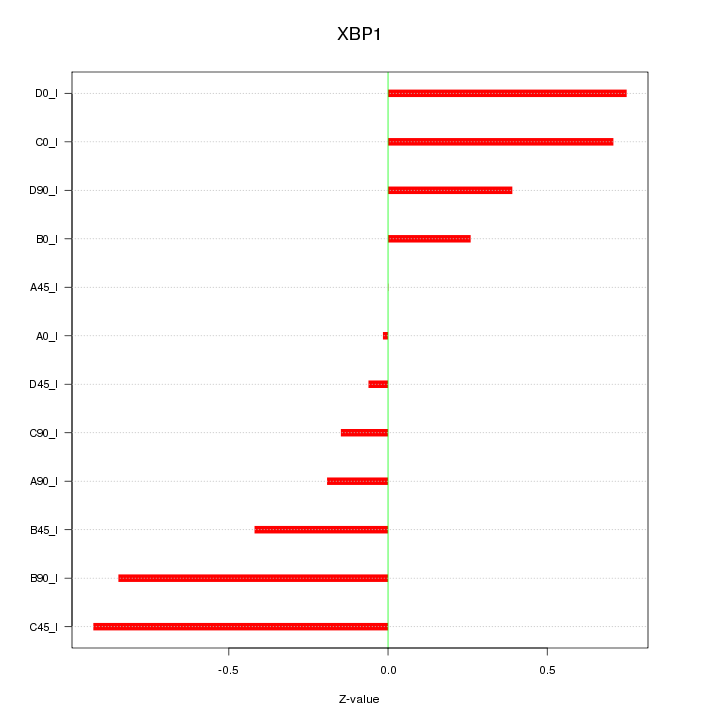 XBP1
D0_I
C0_I
D90_I
B0_I
A45_I
A0_I
D45_I
C90_I
A90_I
B45_I
B90_I
C45_I
-0.5 0.0 0.5
Z-value